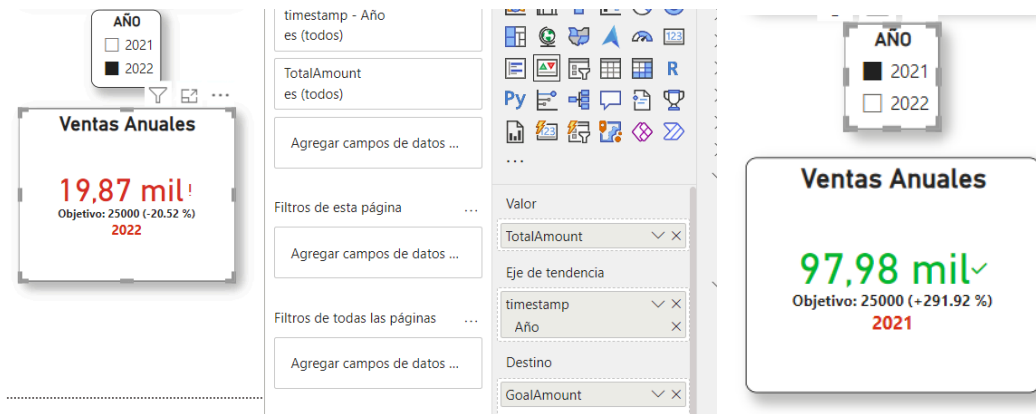 AÑO
2021
2022
Ventas Anuales
19,87 mil!
Objetivo: 25000 (-20.52 %)
2022
timestamp - Año
es (todos)
TotalAmount
es (todos)
Agregar campos de datos ...
Filtros de esta página ...
Agregar campos de datos ...
Filtros de todas las páginas ...
Agregar campos de datos ...
123
R
Py
123
...
Valor
TotalAmount
Eje de tendencia
timestamp
Año
Destino
GoalAmount
AÑO
2021
2022
Ventas Anuales
97,98 mil
Objetivo: 25000 (+291.92 %)
2021